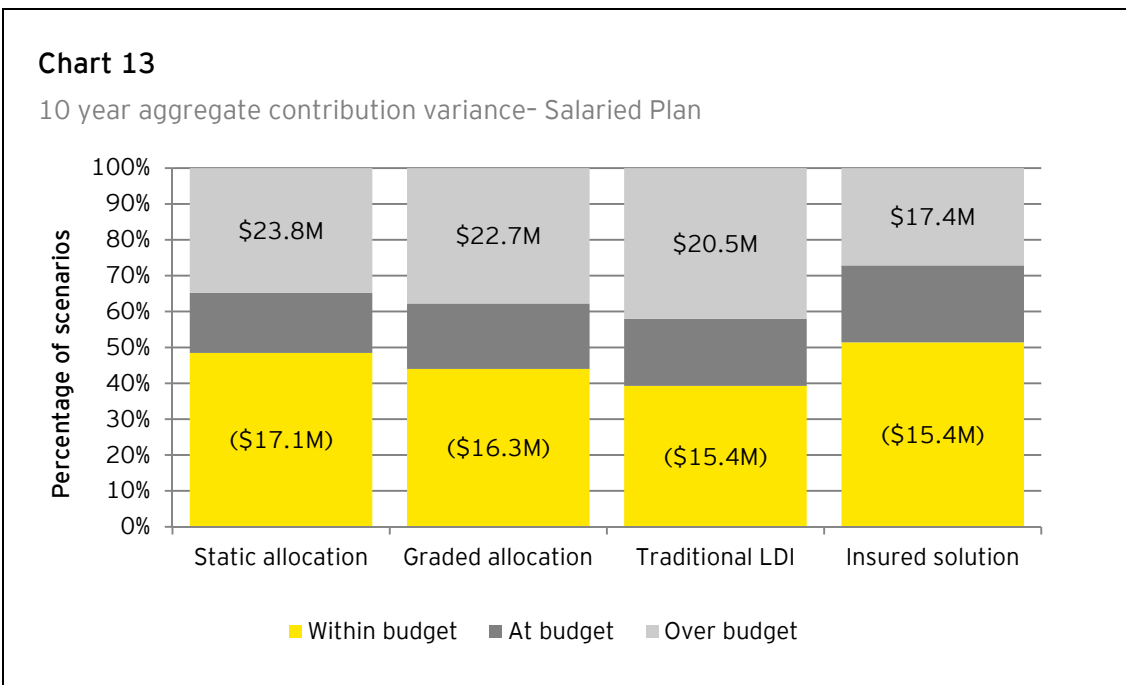 Chart 13
10 year aggregate contribution variance– Salaried Plan
Percentage of scenarios
100%
90%
80%
70%
60%
50%
40%
30%
20%
10%
0%
$23.8M
$22.7M
$20.5M
$17.4M
($17.1M)
($16.3M)
($15.4M)
($15.4M)
Static allocation
Graded allocation
Traditional LDI
Insured solution
Within budget
At budget
Over budget